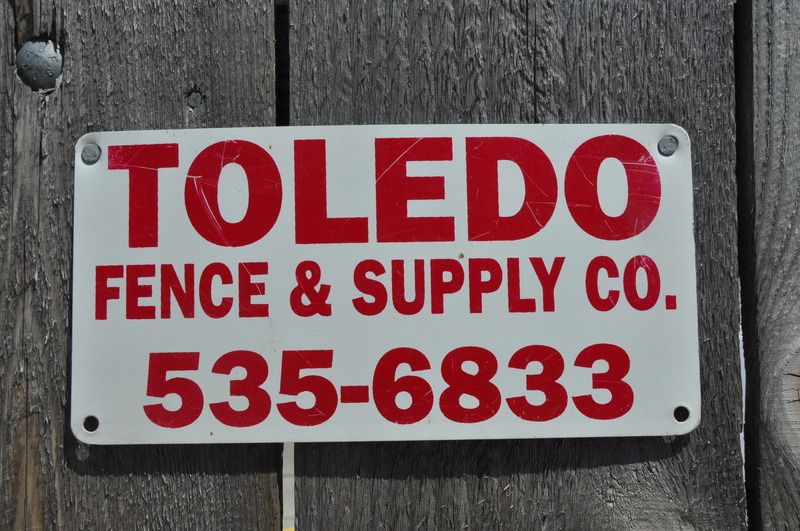 TOLEDO
FENCE & SUPPLY CO.
535-6833